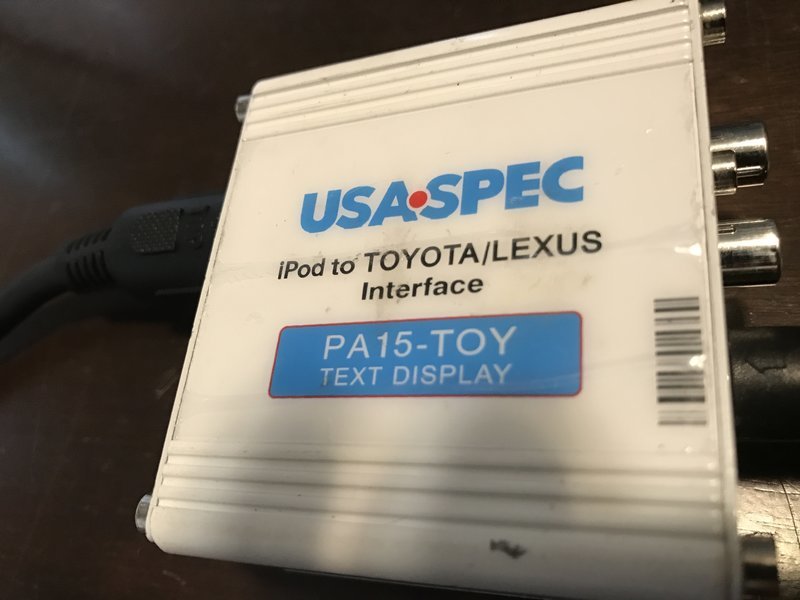 USA SPEC
iPod to TOYOTA/LEXUS
Interface
PA15-TOY
TEXT DISPLAY